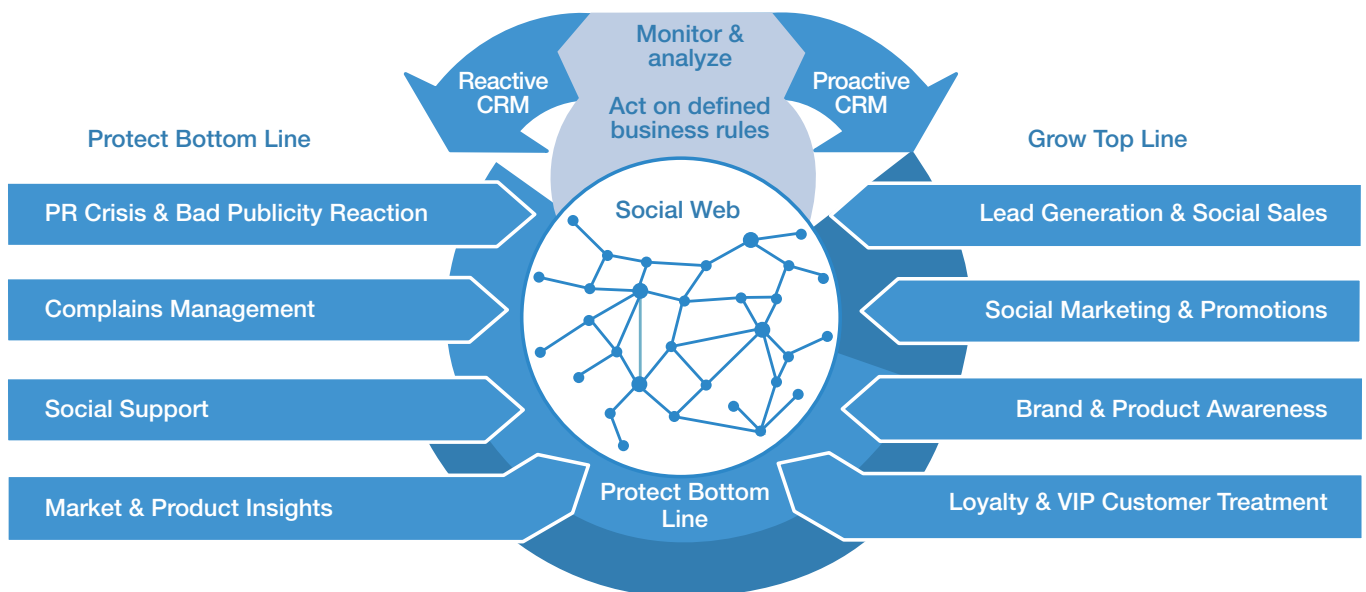 Monitor &
analyze
Reactive
CRM
Proactive
CRM
Act on defined
business rules
Protect Bottom Line
Grow Top Line
PR Crisis & Bad Publicity Reaction
Social Web
Lead Generation & Social Sales
Complains Management
Social Marketing & Promotions
Social Support
Brand & Product Awareness
Market & Product Insights
Protect Bottom
Line
Loyalty & VIP Customer Treatment